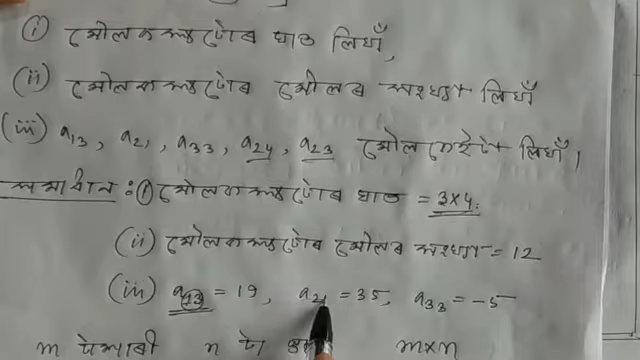 (i) মৌলকক্ষটোৰ ঘাত লিখাঁ,
(ii) মৌলকক্ষটোৰ মৌলৰ সংখ্যা লিখাঁ
(iii) a₁₃, a₂₁, a₃₃, a₂₄, a₂₃ মৌলকেইটা লিখাঁ।
সমাধান : (i) মৌলকক্ষটোৰ ঘাত = 3×4.
(ii) মৌলকক্ষটোৰ মৌলৰ সংখ্যা = 12
(iii) a₁₃ = 19, a₂₁ = 35, a₃₃ = -5
m n m×n